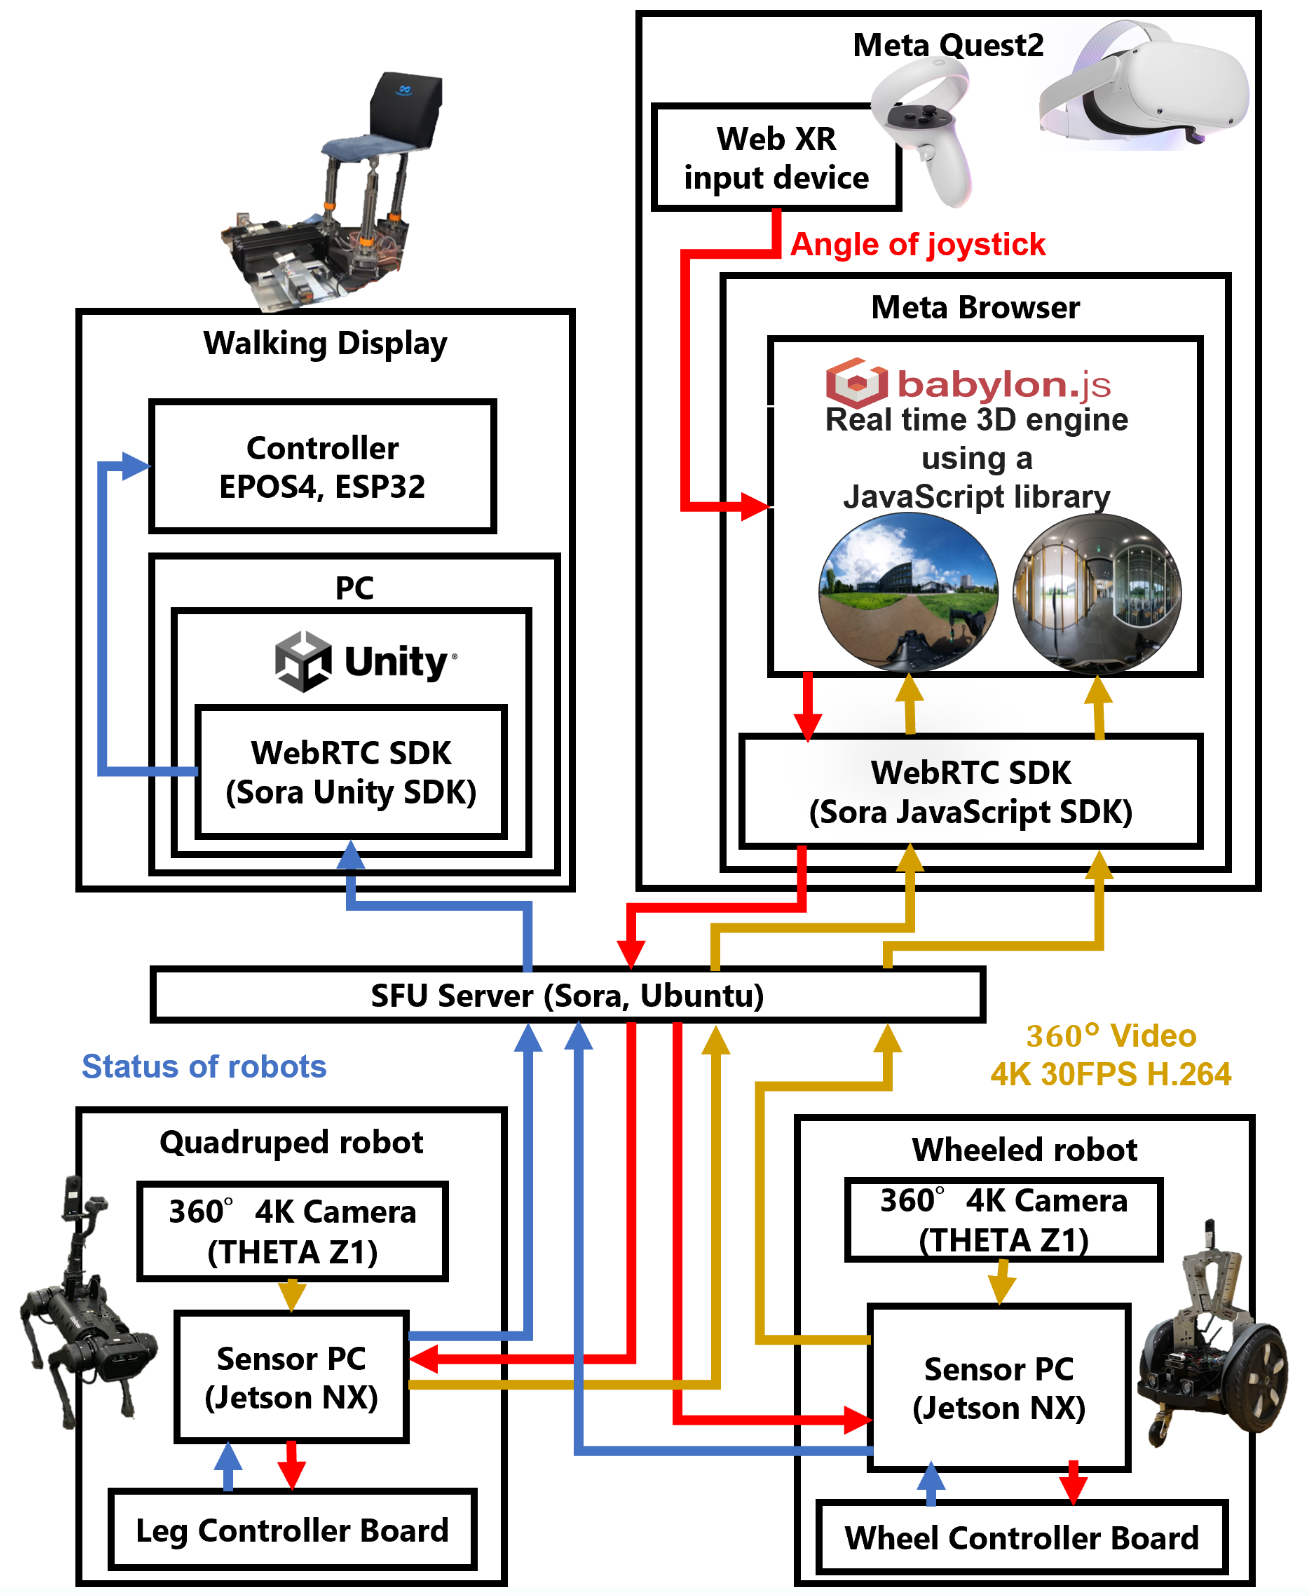 Meta Quest2
Web XR
input device
Angle of joystick
Meta Browser
babylon.js
Real time 3D engine
using a
JavaScript library
WebRTC SDK
(Sora JavaScript SDK)
Walking Display
Controller
EPOS4, ESP32
PC
Unity
WebRTC SDK
(Sora Unity SDK)
SFU Server (Sora, Ubuntu)
Status of robots
360° Video
4K 30FPS H.264
Quadruped robot
360° 4K Camera
(THETA Z1)
Sensor PC
(Jetson NX)
Leg Controller Board
Wheeled robot
360° 4K Camera
(THETA Z1)
Sensor PC
(Jetson NX)
Wheel Controller Board